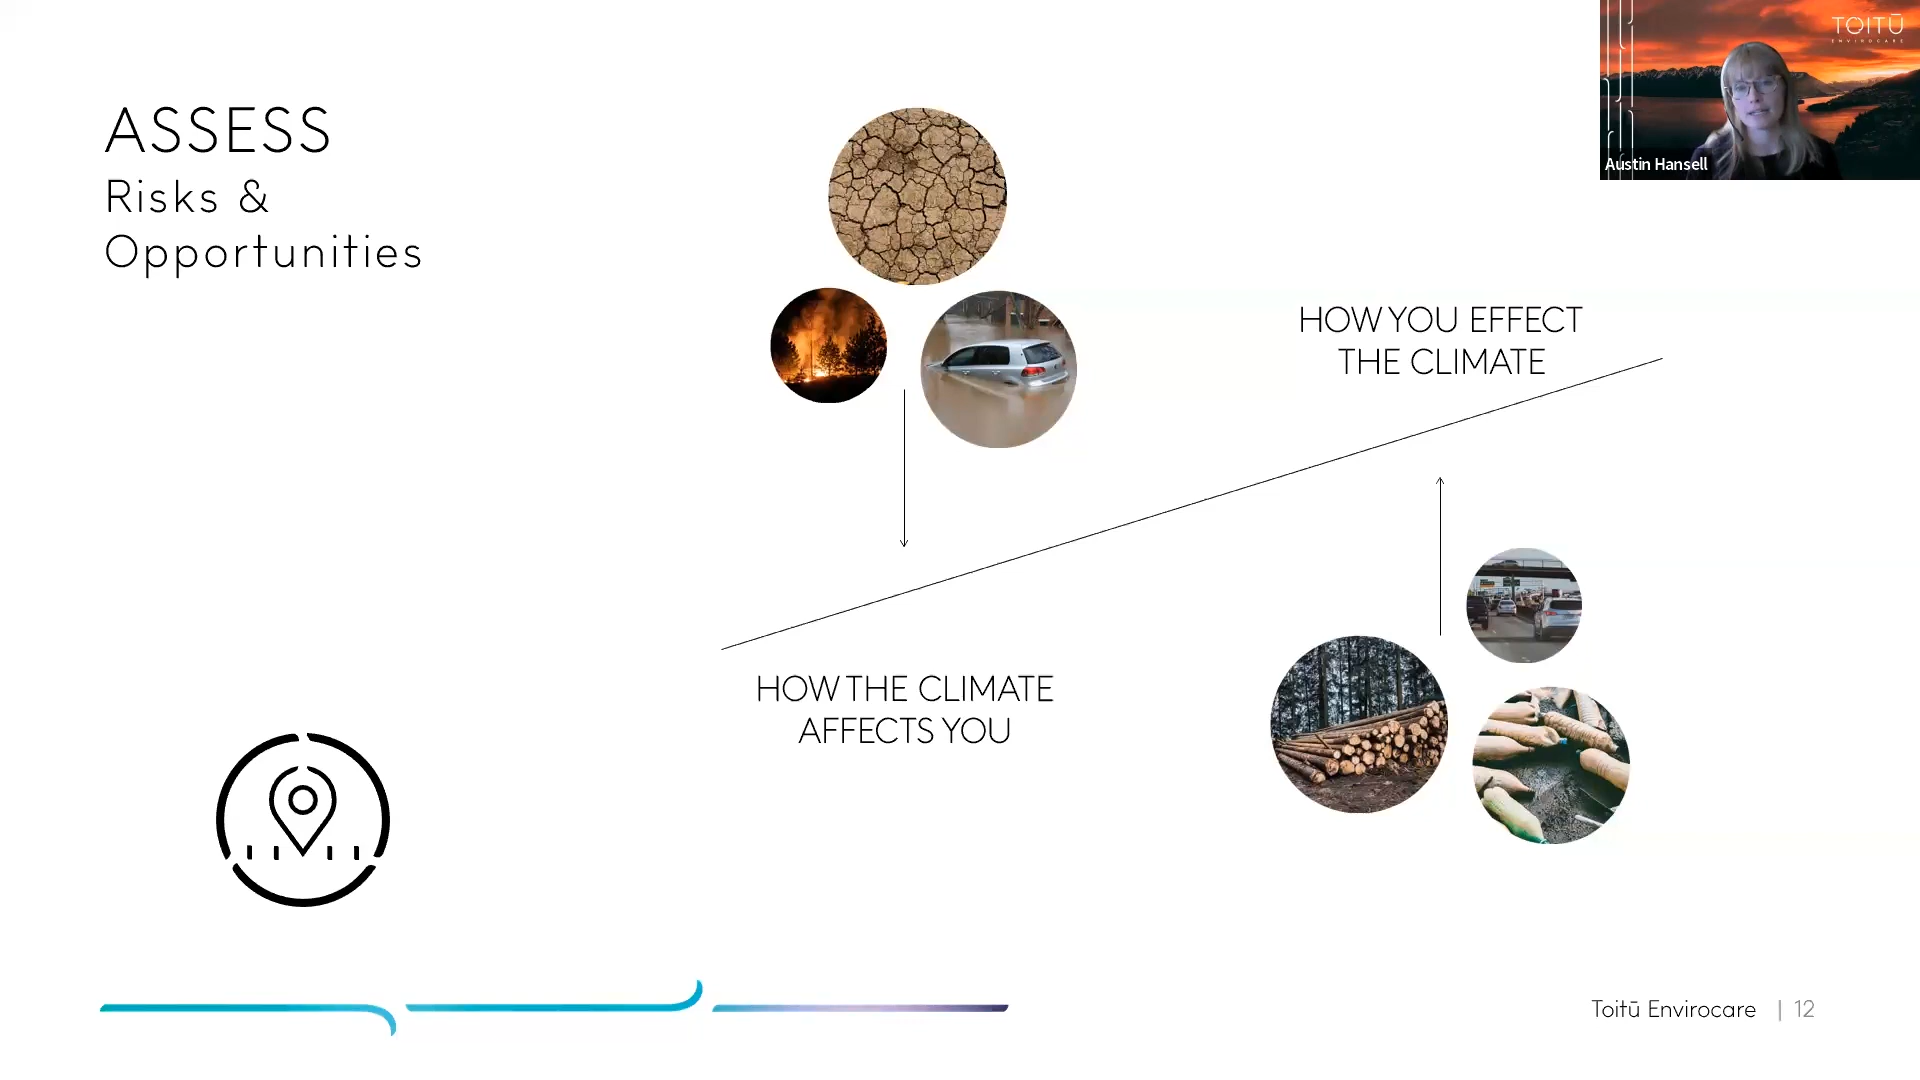 ASSESS
Risks &
Opportunities
TOITŪ
ENVIROCARE
Austin Hansell
HOW YOU EFFECT
THE CLIMATE
HOW THE CLIMATE
AFFECTS YOU
Toitū Envirocare | 12